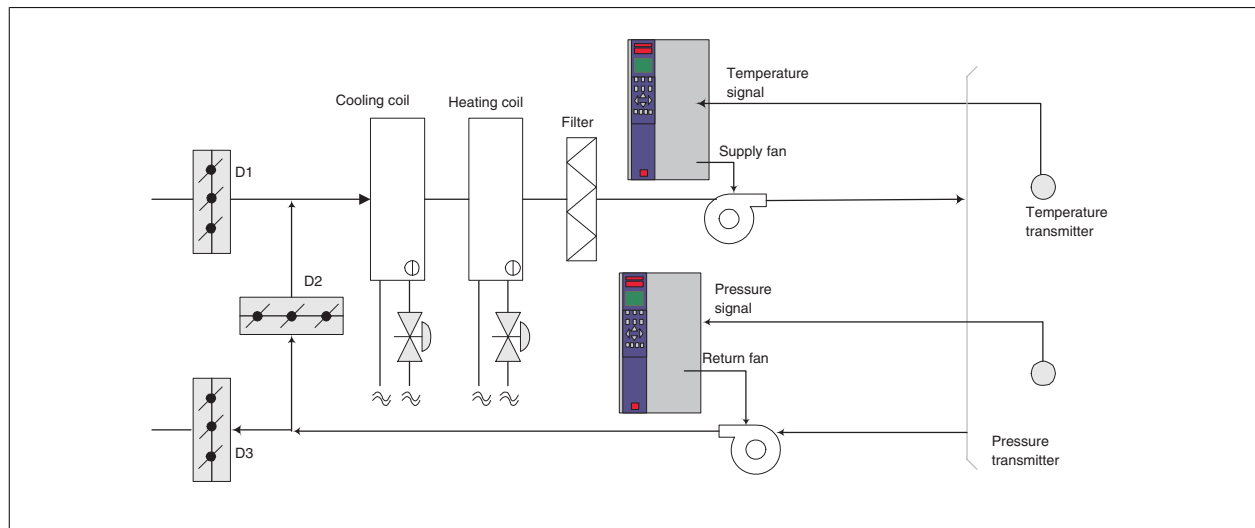 Temperature
signal
Cooling coil
Heating coil
Filter
D1
Supply fan
Temperature
transmitter
D2
Pressure
signal
Return fan
D3
Pressure
transmitter